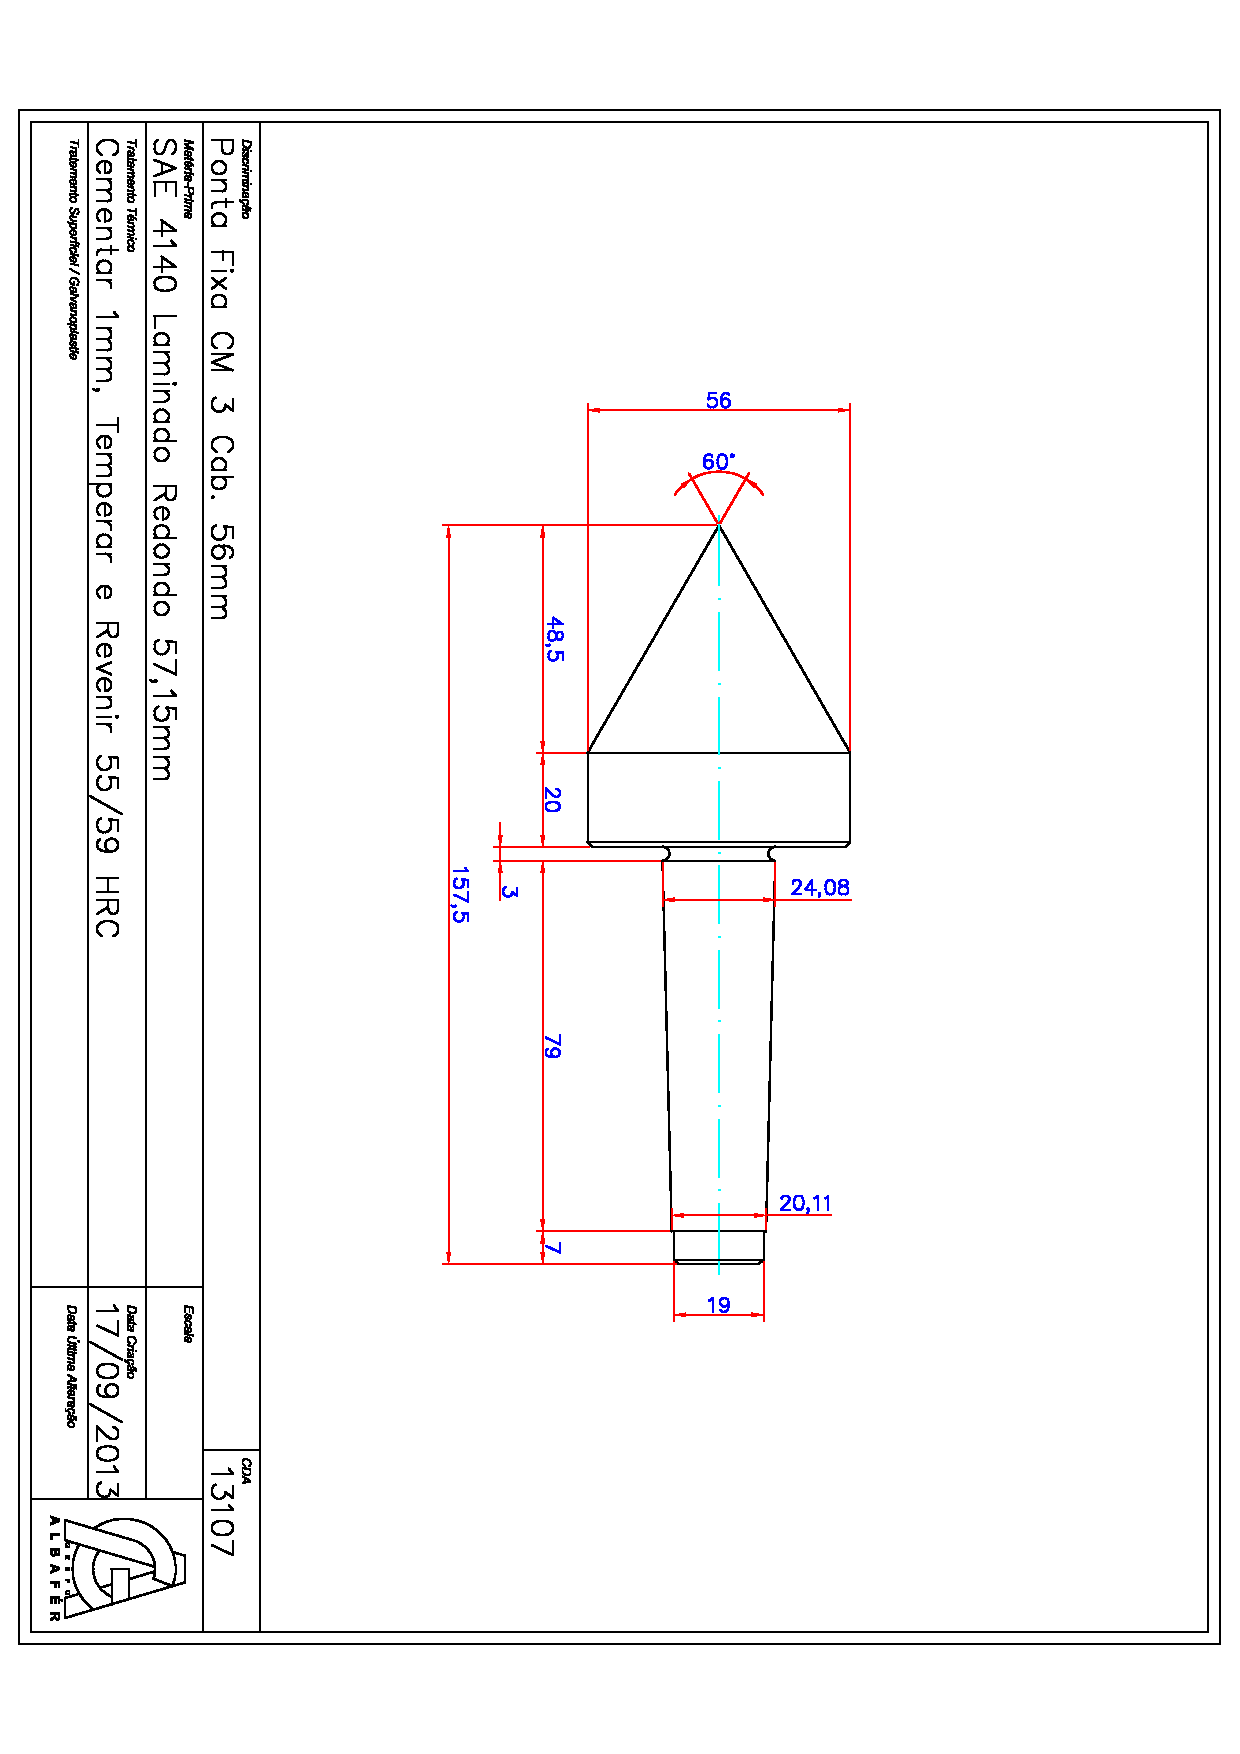 56
60°
48,5
20
3
157,5
24,08
79
20,11
7
19
Discriminação
Ponta Fixa CM 3 Cab. 56mm
CDA
13107
Matéria-Prima
SAE 4140 Laminado Redondo 57,15mm
Escala
Tratamento Térmico
Cementar 1mm, Temperar e Revenir 55/59 HRC
Data Criação
17/09/2013
Tratamento Superficial / Galvanoplastia
Data Última Alteração
GRUPO
ALBAFÉR